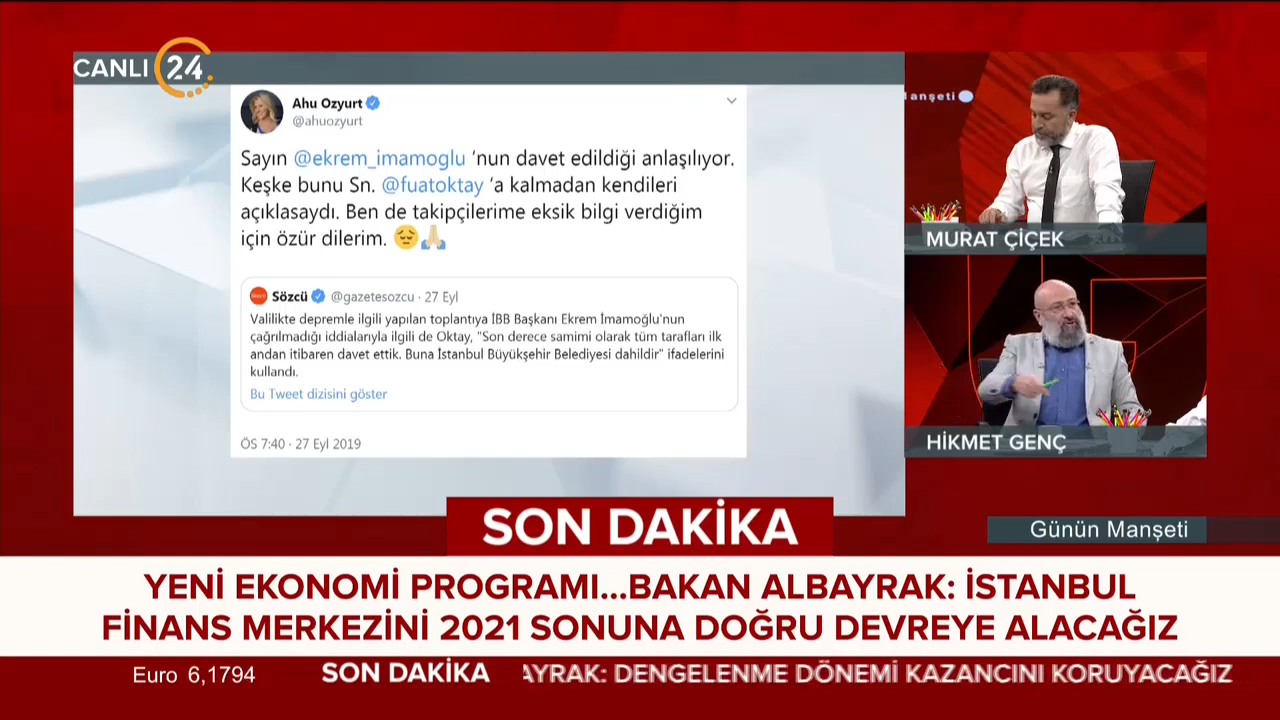 CANLI 24
Ahu Ozyurt
@ahuozyurt
Sayın @ekrem_imamoglu ‘nun davet edildiği anlaşılıyor.
Keşke bunu Sn. @fuatoktay ‘a kalmadan kendileri
açıklasaydı. Ben de takipçilerime eksik bilgi verdiğim
için özür dilerim. 😔🙏🏻
Sözcü @gazetesozcu · 27 Eyl
Valilikte depremle ilgili yapılan toplantıya İBB Başkanı Ekrem İmamoğlu'nun
çağrılmadığı iddialarıyla ilgili de Oktay, "Son derece samimi olarak tüm tarafları ilk
andan itibaren davet ettik. Buna İstanbul Büyükşehir Belediyesi dahildir" ifadelerini
kullandı.
Bu Tweet dizisini göster
ÖS 7:40 · 27 Eyl 2019
anşeti
MURAT ÇİÇEK
HİKMET GENÇ
SON DAKİKA
Günün Manşeti
YENİ EKONOMİ PROGRAMI...BAKAN ALBAYRAK: İSTANBUL
FİNANS MERKEZİNİ 2021 SONUNA DOĞRU DEVREYE ALACAĞIZ
Euro 6,1794 SON DAKİKA AYRAK: DENGELENME DÖNEMİ KAZANCINI KORUYACAĞIZ